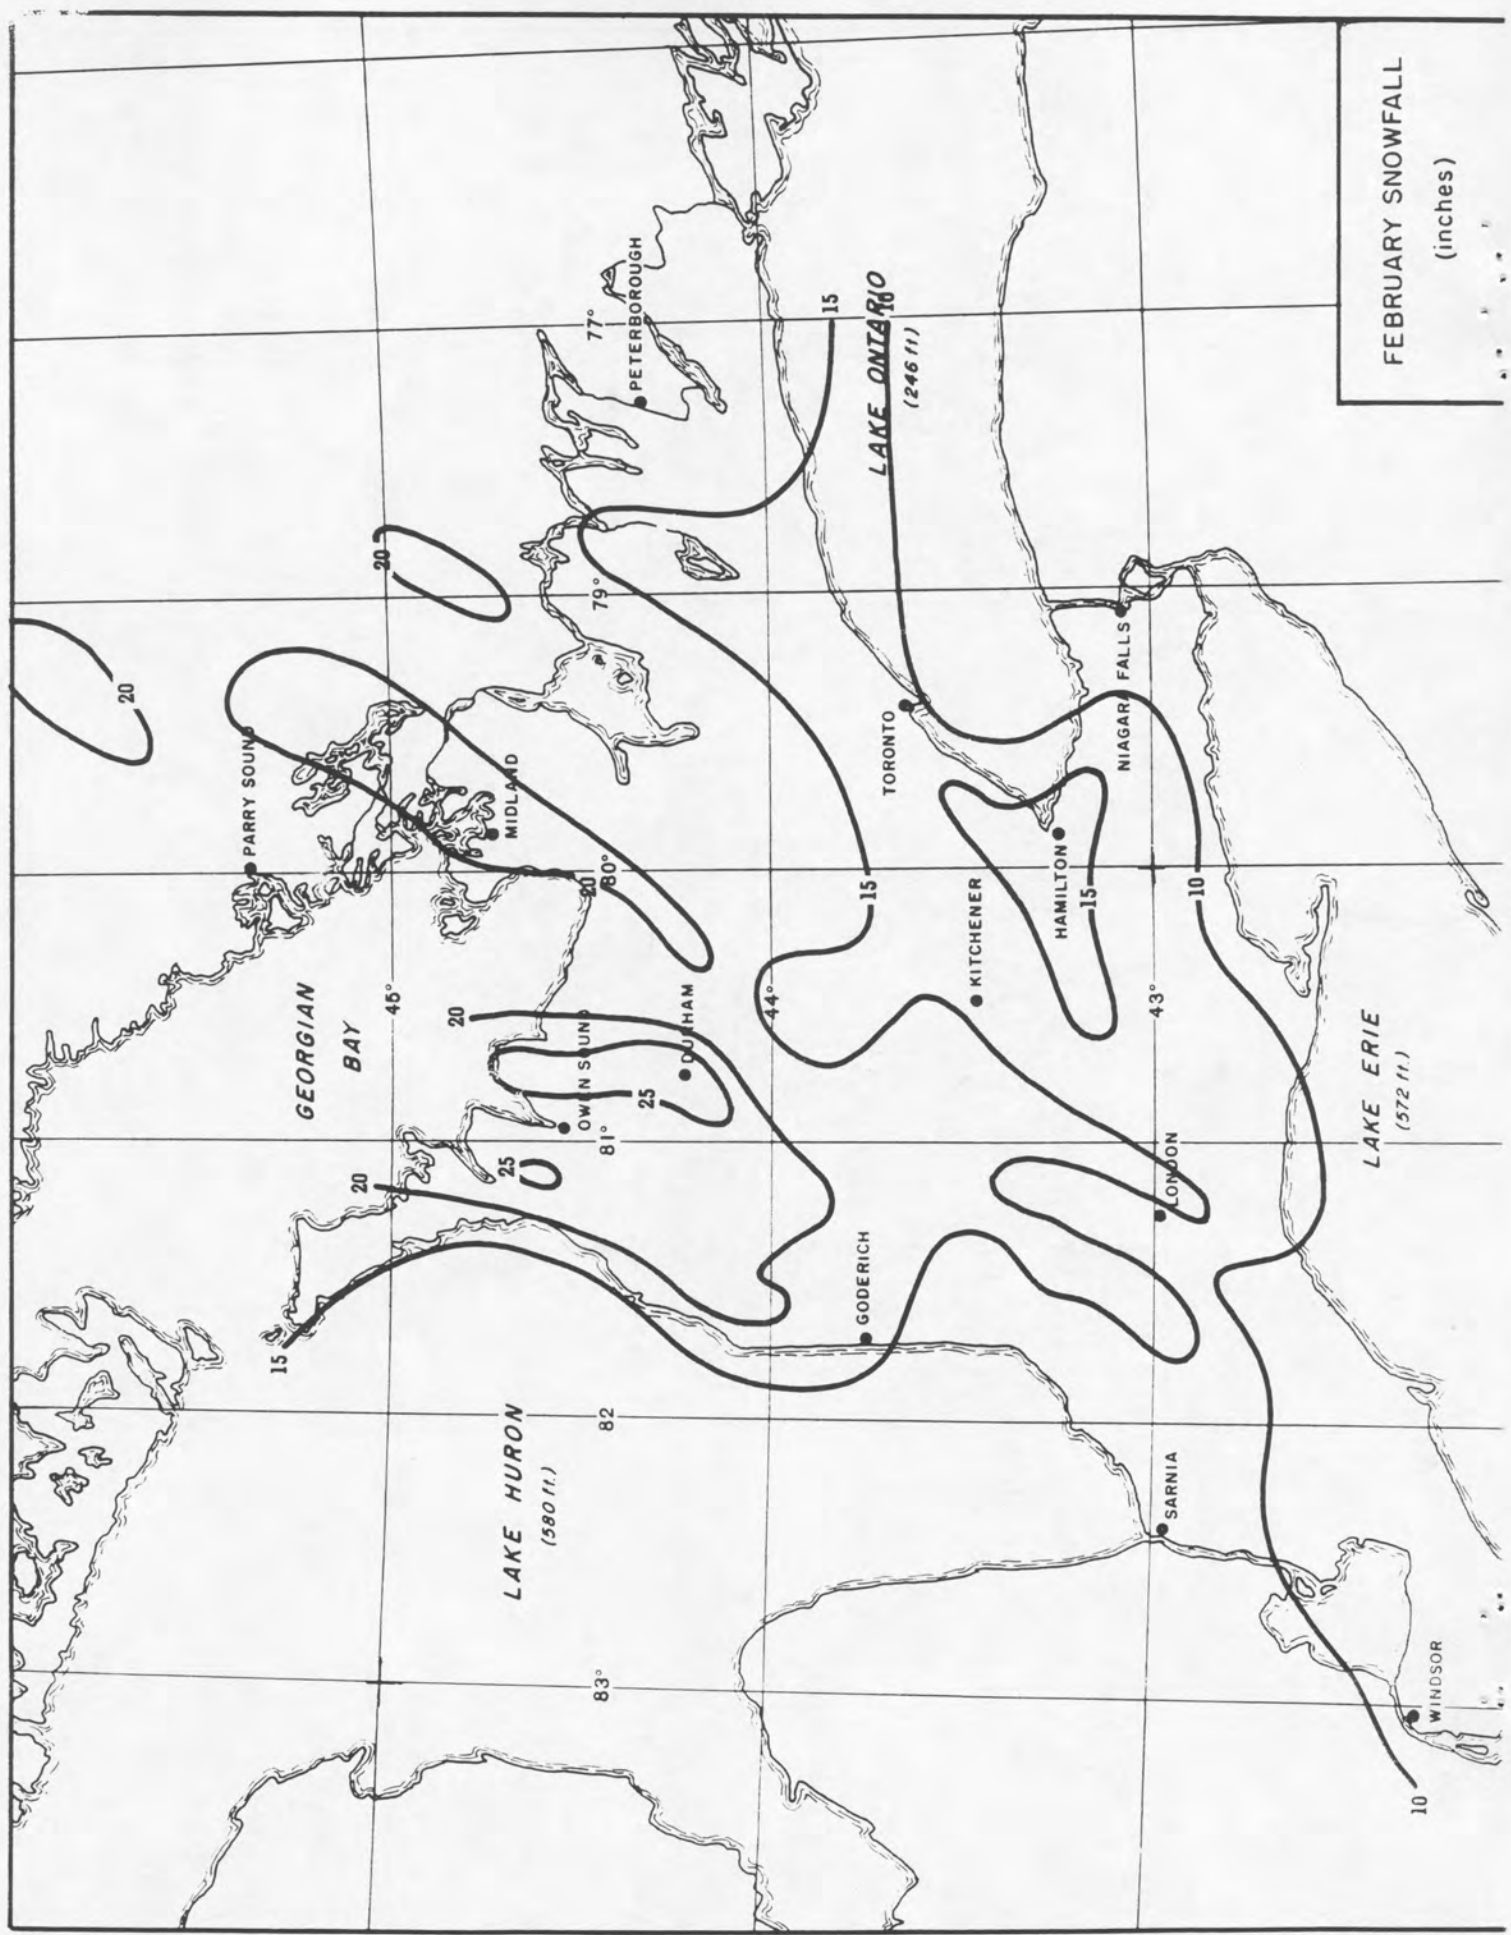 FEBRUARY SNOWFALL
(inches)
GEORGIAN
BAY
LAKE HURON
(580 ft.)
LAKE ONTARIO
(246 ft.)
LAKE ERIE
(572 ft.)
PARRY SOUND
MIDLAND
OWEN SOUND
DURHAM
PETERBOROUGH
TORONTO
NIAGARA FALLS
HAMILTON
KITCHENER
GODERICH
LONDON
SARNIA
WINDSOR
83°
82
81°
80°
79°
77°
45°
44°
43°
20
20
20
20
20
25
25
15
15
15
15
10
10
10